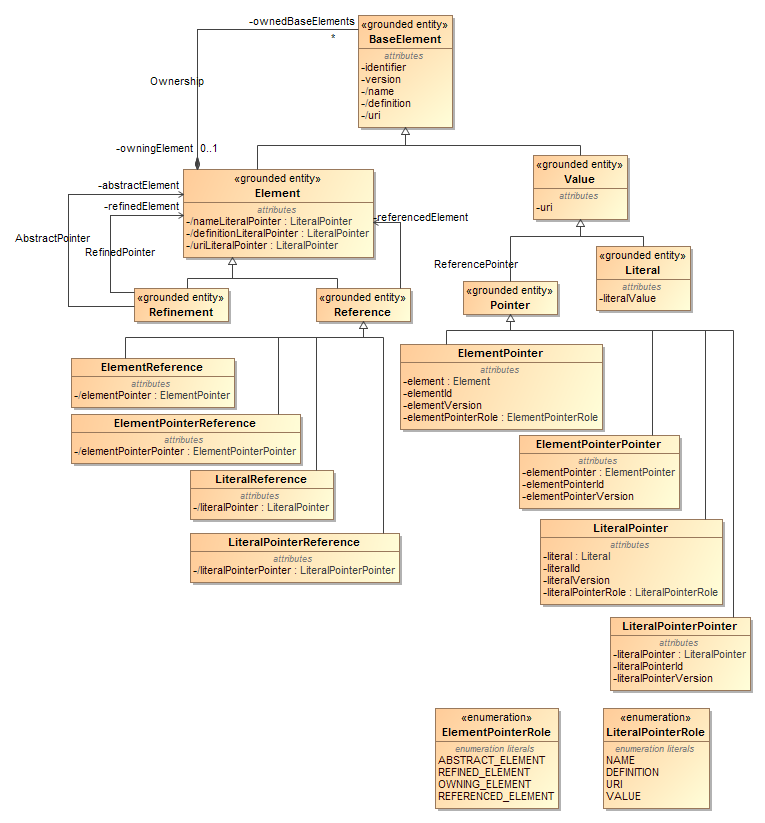 -ownedBaseElements
*
«grounded entity»
BaseElement
attributes
-identifier
-version
-/name
-/definition
-/uri
Ownership
-owningElement 0..1
-abstractElement
-refinedElement
AbstractPointer
RefinedPointer
«grounded entity»
Element
attributes
-/nameLiteralPointer : LiteralPointer
-/definitionLiteralPointer : LiteralPointer
-/uriLiteralPointer : LiteralPointer
-referencedElement
«grounded entity»
Value
attributes
-uri
ReferencePointer
«grounded entity»
Literal
attributes
-literalValue
«grounded entity»
Refinement
«grounded entity»
Reference
«grounded entity»
Pointer
ElementReference
attributes
-/elementPointer : ElementPointer
ElementPointerReference
attributes
-/elementPointerPointer : ElementPointerPointer
LiteralReference
attributes
-/literalPointer : LiteralPointer
LiteralPointerReference
attributes
-/literalPointerPointer : LiteralPointerPointer
ElementPointer
attributes
-element : Element
-elementId
-elementVersion
-elementPointerRole : ElementPointerRole
ElementPointerPointer
attributes
-elementPointer : ElementPointer
-elementPointerId
-elementPointerVersion
LiteralPointer
attributes
-literal : Literal
-literalId
-literalVersion
-literalPointerRole : LiteralPointerRole
LiteralPointerPointer
attributes
-literalPointer : LiteralPointer
-literalPointerId
-literalPointerVersion
«enumeration»
ElementPointerRole
enumeration literals
ABSTRACT_ELEMENT
REFINED_ELEMENT
OWNING_ELEMENT
REFERENCED_ELEMENT
«enumeration»
LiteralPointerRole
enumeration literals
NAME
DEFINITION
URI
VALUE